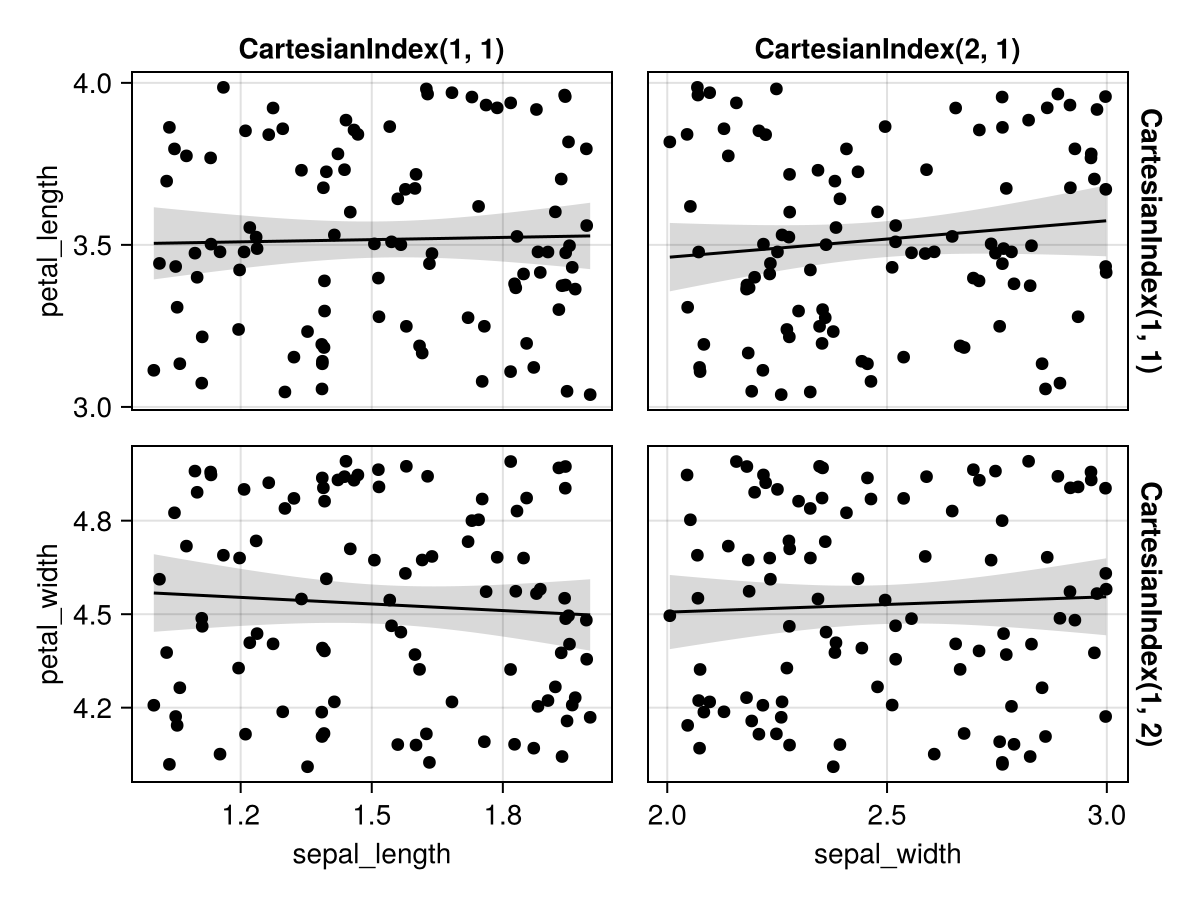 CartesianIndex(1, 1)
CartesianIndex(2, 1)
4.0
3.5
3.0
petal_length
CartesianIndex(1, 1)
4.8
4.5
4.2
petal_width
CartesianIndex(1, 2)
1.2 1.5 1.8
sepal_length
2.0 2.5 3.0
sepal_width